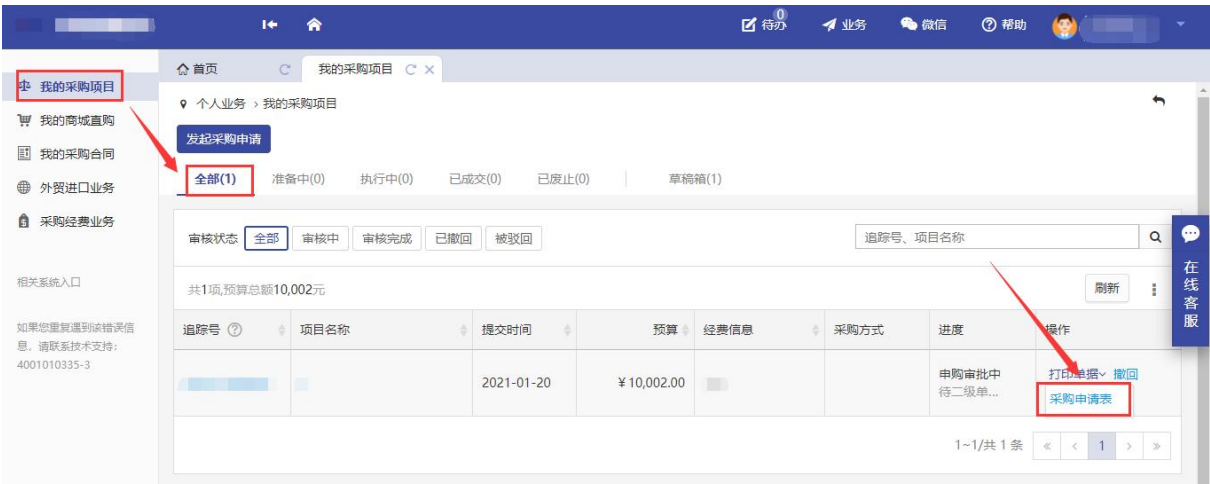 0
待办 业务 微信 帮助
首页 我的采购项目
我的采购项目
我的商城直购
我的采购合同
外贸进口业务
采购经费业务
相关系统入口
如果您重复遇到该错误信
息，请联系技术支持：
4001010335-3
个人业务 > 我的采购项目
发起采购申请
全部(1) 准备中(0) 执行中(0) 已成交(0) 已废止(0) 草稿箱(1)
审核状态 全部 审核中 审核完成 已撤回 被驳回 追踪号、项目名称
共1项,预算总额10,002元 刷新
追踪号 项目名称 提交时间 预算 经费信息 采购方式 进度 操作
2021-01-20 ¥10,002.00 申购审批中 打印单据 撤回
待二级单... 采购申请表
1~1/共 1 条 « < 1 > »
在线客服